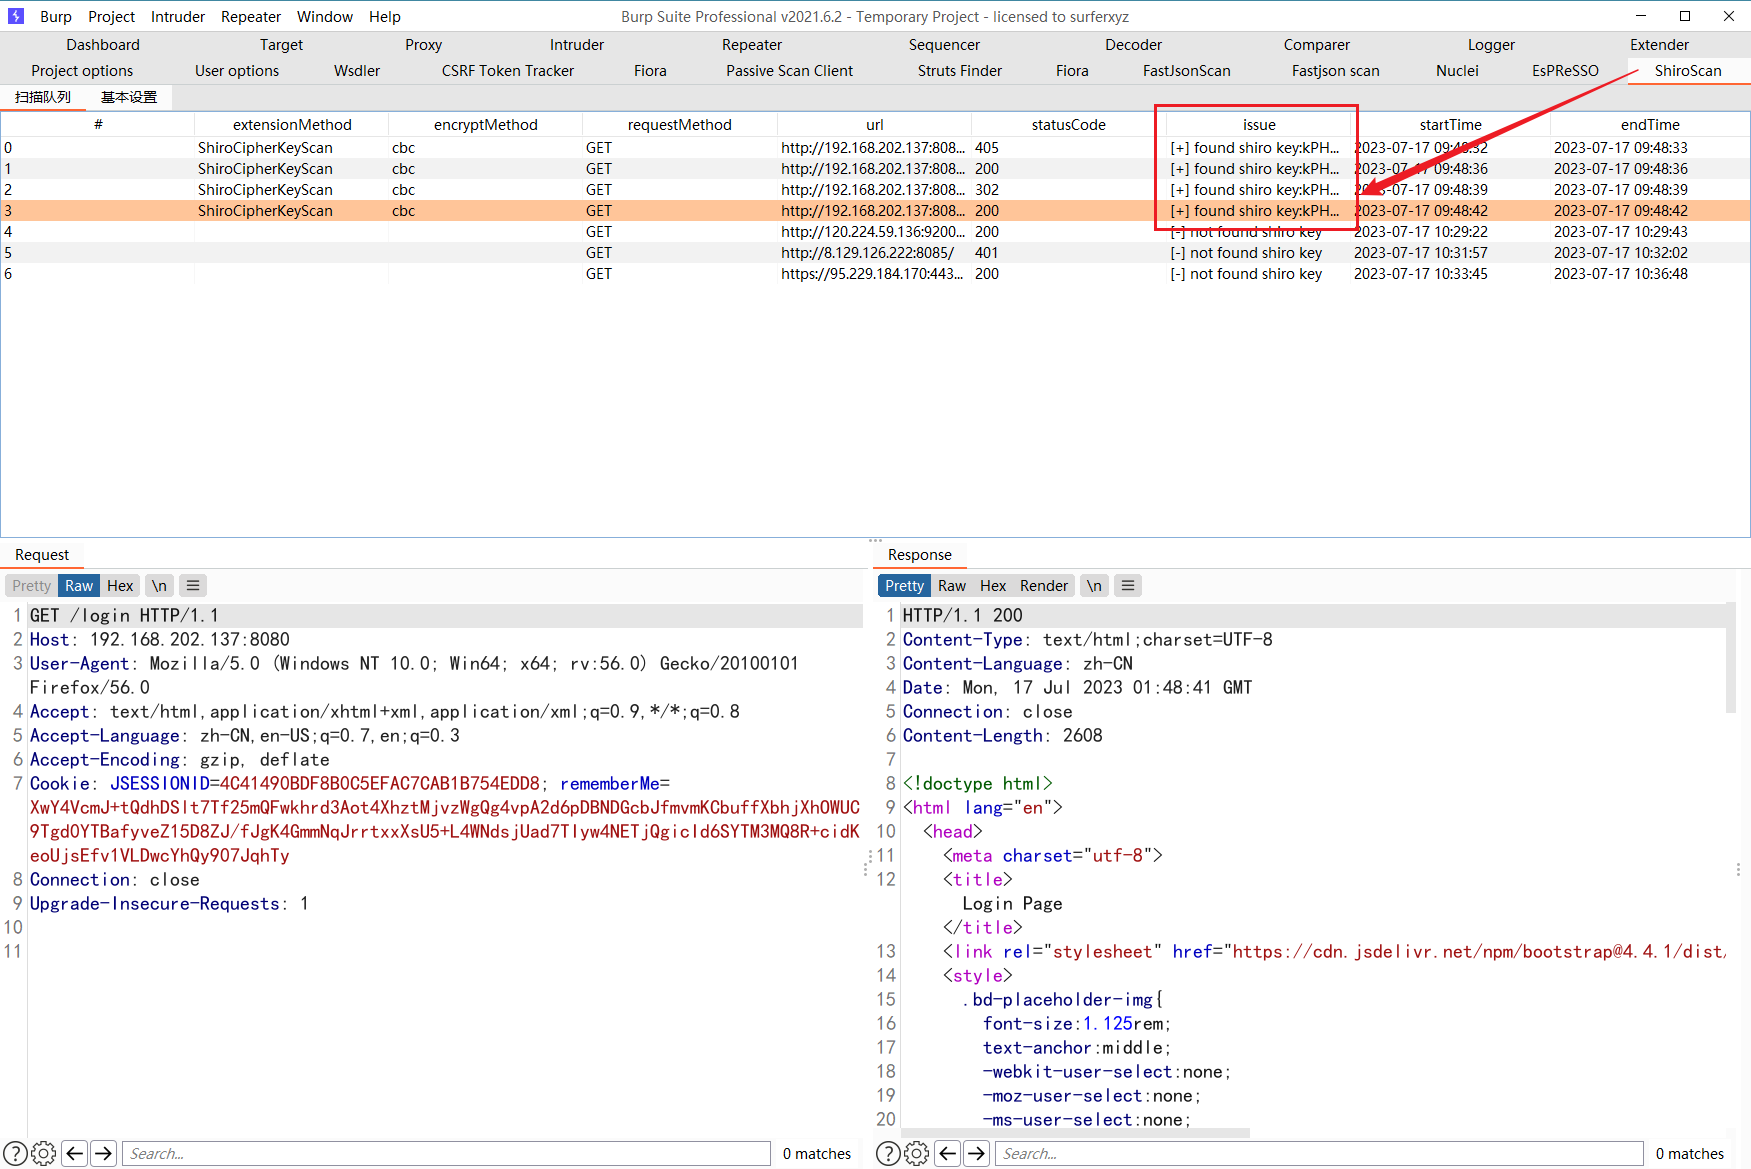 Burp Project Intruder Repeater Window Help
Burp Suite Professional v2021.6.2 - Temporary Project - licensed to surferxyz
Dashboard Target Proxy Intruder Repeater Sequencer Decoder Comparer Logger Extender
Project options User options Wsdler CSRF Token Tracker Fiora Passive Scan Client Struts Finder Fiora FastJsonScan Fastjson scan Nuclei EsPReSSO ShiroScan
扫描队列 基本设置
# extensionMethod encryptMethod requestMethod url statusCode issue startTime endTime
0 ShiroCipherKeyScan cbc GET http://192.168.202.137:808... 405 [+] found shiro key:kPH... 2023-07-17 09:48:32 2023-07-17 09:48:33
1 ShiroCipherKeyScan cbc GET http://192.168.202.137:808... 200 [+] found shiro key:kPH... 2023-07-17 09:48:36 2023-07-17 09:48:36
2 ShiroCipherKeyScan cbc GET http://192.168.202.137:808... 302 [+] found shiro key:kPH... 2023-07-17 09:48:39 2023-07-17 09:48:39
3 ShiroCipherKeyScan cbc GET http://192.168.202.137:808... 200 [+] found shiro key:kPH... 2023-07-17 09:48:42 2023-07-17 09:48:42
4 GET http://120.224.59.136:9200... 200 [-] not found shiro key 2023-07-17 10:29:22 2023-07-17 10:29:43
5 GET http://8.129.126.222:8085/ 401 [-] not found shiro key 2023-07-17 10:31:57 2023-07-17 10:32:02
6 GET https://95.229.184.170:443... 200 [-] not found shiro key 2023-07-17 10:33:45 2023-07-17 10:36:48
Request
Pretty Raw Hex \n
1 GET /login HTTP/1.1
2 Host: 192.168.202.137:8080
3 User-Agent: Mozilla/5.0 (Windows NT 10.0; Win64; x64; rv:56.0) Gecko/20100101
Firefox/56.0
4 Accept: text/html,application/xhtml+xml,application/xml;q=0.9,*/*;q=0.8
5 Accept-Language: zh-CN,en-US;q=0.7,en;q=0.3
6 Accept-Encoding: gzip, deflate
7 Cookie: JSESSIONID=4C41490BDF8B0C5EFAC7CAB1B754EDD8; rememberMe=
XwY4VcmJ+tQdhDSlt7Tf25mQFwkhrd3Aot4XhztMjvzWgQg4vpA2d6pDBNDGcbJfmvmKCbuffXbhjXhOWUC
9TgdOYTBafyveZ15D8ZJ/fJgK4GmmNqJrrtxxXsU5+L4WNdsjUad7Tlyw4NETjQgicId6SYTM3MQ8R+cidK
eoUjsEfv1VLDwcYhQy907JqhTy
8 Connection: close
9 Upgrade-Insecure-Requests: 1
10
11
Search...
0 matches
Response
Pretty Raw Hex Render \n
1 HTTP/1.1 200
2 Content-Type: text/html;charset=UTF-8
3 Content-Language: zh-CN
4 Date: Mon, 17 Jul 2023 01:48:41 GMT
5 Connection: close
6 Content-Length: 2608
7
8 <!doctype html>
9 <html lang="en">
10 <head>
11 <meta charset="utf-8">
12 <title>
Login Page
</title>
13 <link rel="stylesheet" href="https://cdn.jsdelivr.net/npm/bootstrap@4.4.1/dist/
14 <style>
15 .bd-placeholder-img{
16 font-size:1.125rem;
17 text-anchor:middle;
18 -webkit-user-select:none;
19 -moz-user-select:none;
20 -ms-user-select:none;
Search...
0 matches